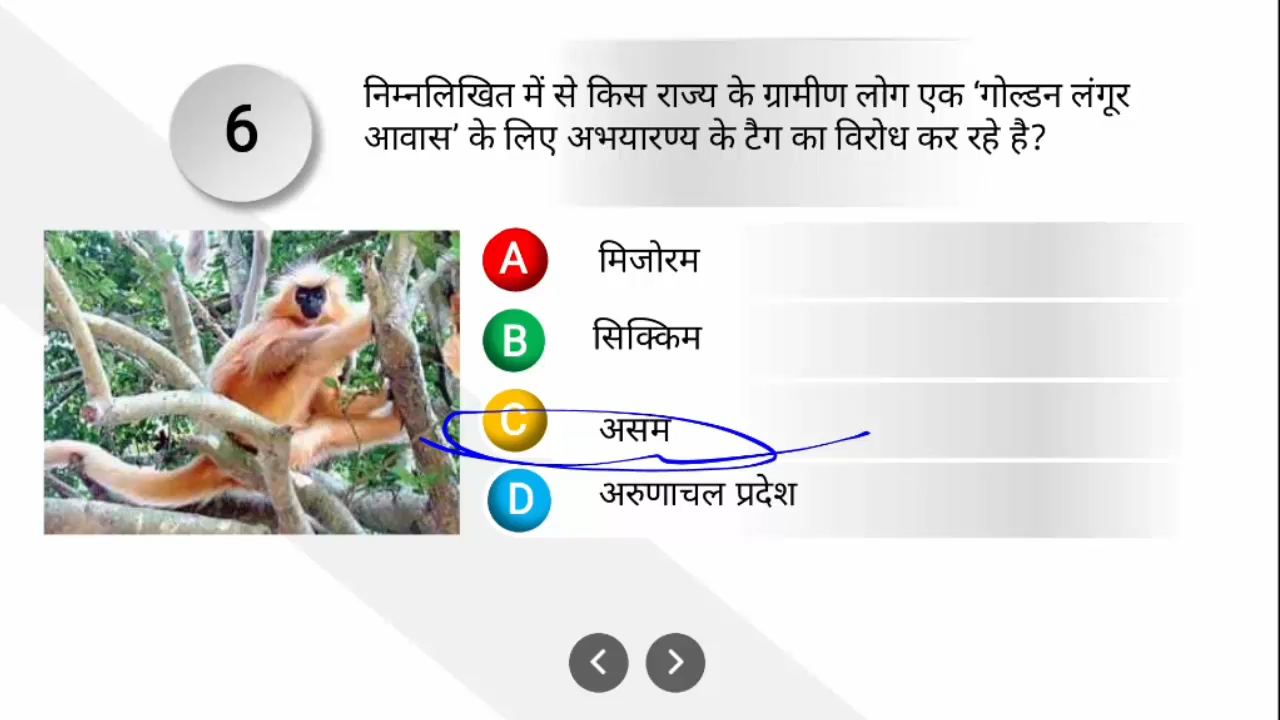 6
निम्नलिखित में से किस राज्य के ग्रामीण लोग एक ‘गोल्डन लंगूर
आवास’ के लिए अभयारण्य के टैग का विरोध कर रहे है?
A मिजोरम
B सिक्किम
C असम
D अरुणाचल प्रदेश